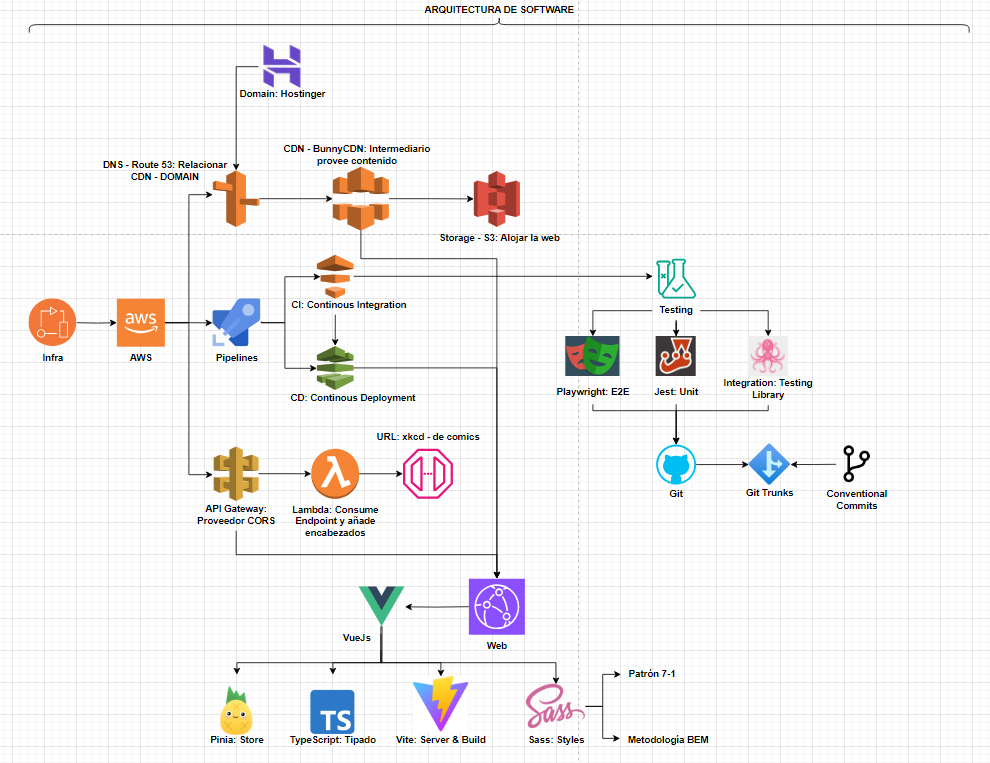 ARQUITECTURA DE SOFTWARE
Domain: Hostinger
DNS - Route 53: Relacionar
CDN - DOMAIN
CDN - BunnyCDN: Intermediario
provee contenido
Storage - S3: Alojar la web
CI: Continous Integration
Testing
aws
Infra
AWS
Pipelines
CD: Continous Deployment
Playwright: E2E
Jest: Unit
Integration: Testing
Library
URL: xkcd - de comics
API Gateway:
Proveedor CORS
Lambda: Consume
Endpoint y añade
encabezados
Git
Git Trunks
Conventional
Commits
VueJs
Web
TS
Sass
Pinia: Store
TypeScript: Tipado
Vite: Server & Build
Sass: Styles
Patrón 7-1
Metodología BEM